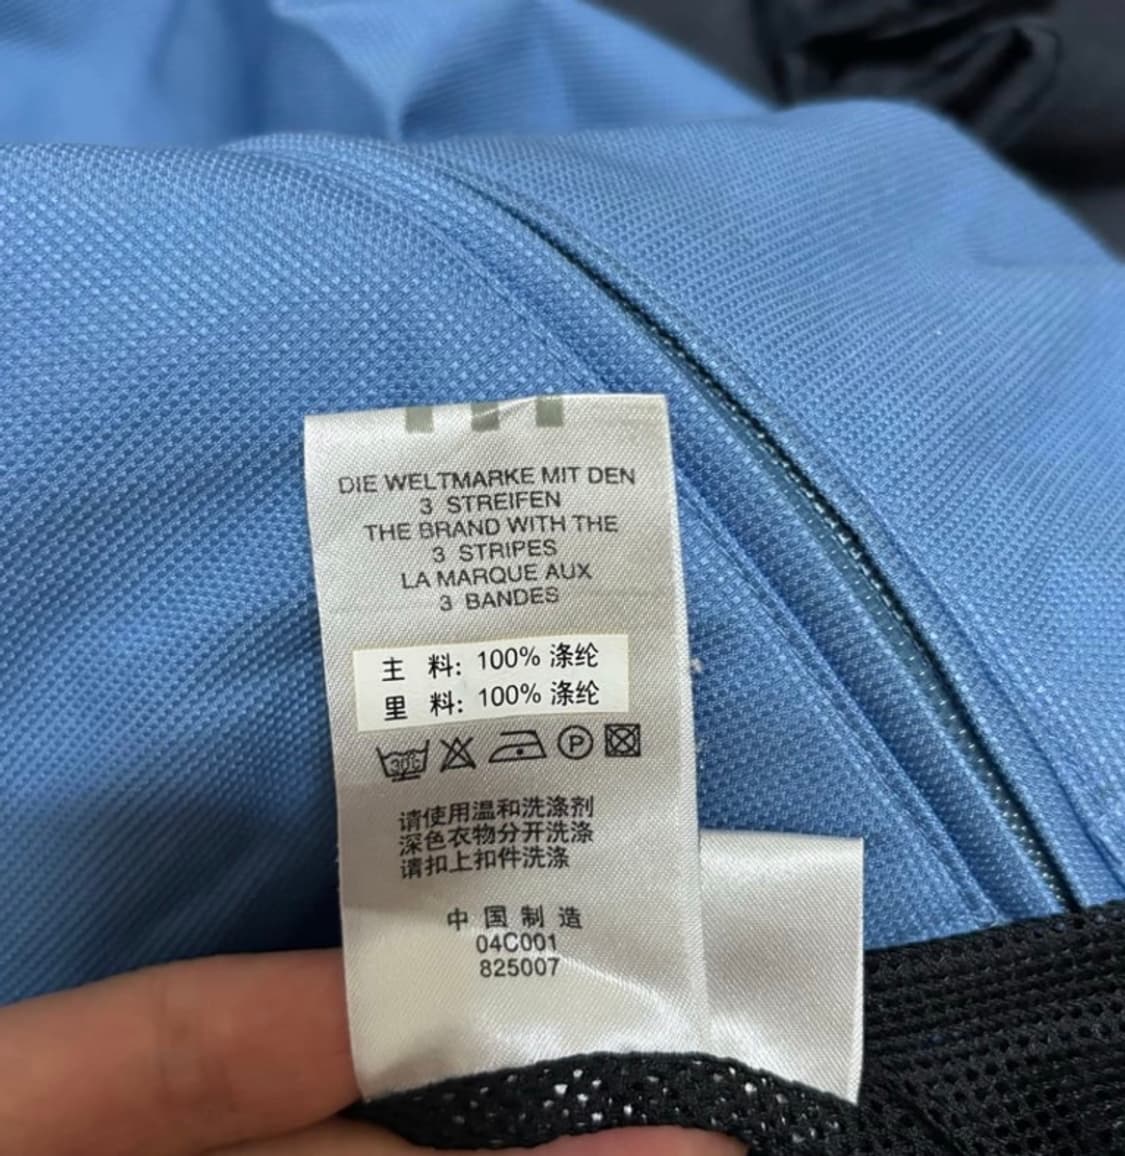 DIE WELTMARKE MIT DEN
3 STREIFEN
THE BRAND WITH THE
3 STRIPES
LA MARQUE AUX
3 BANDES
主 料: 100% 涤纶
里 料: 100% 涤纶
30℃ P
请使用温和洗涤剂
深色衣物分开洗涤
请扣上扣件洗涤
中国制造
04C001
825007